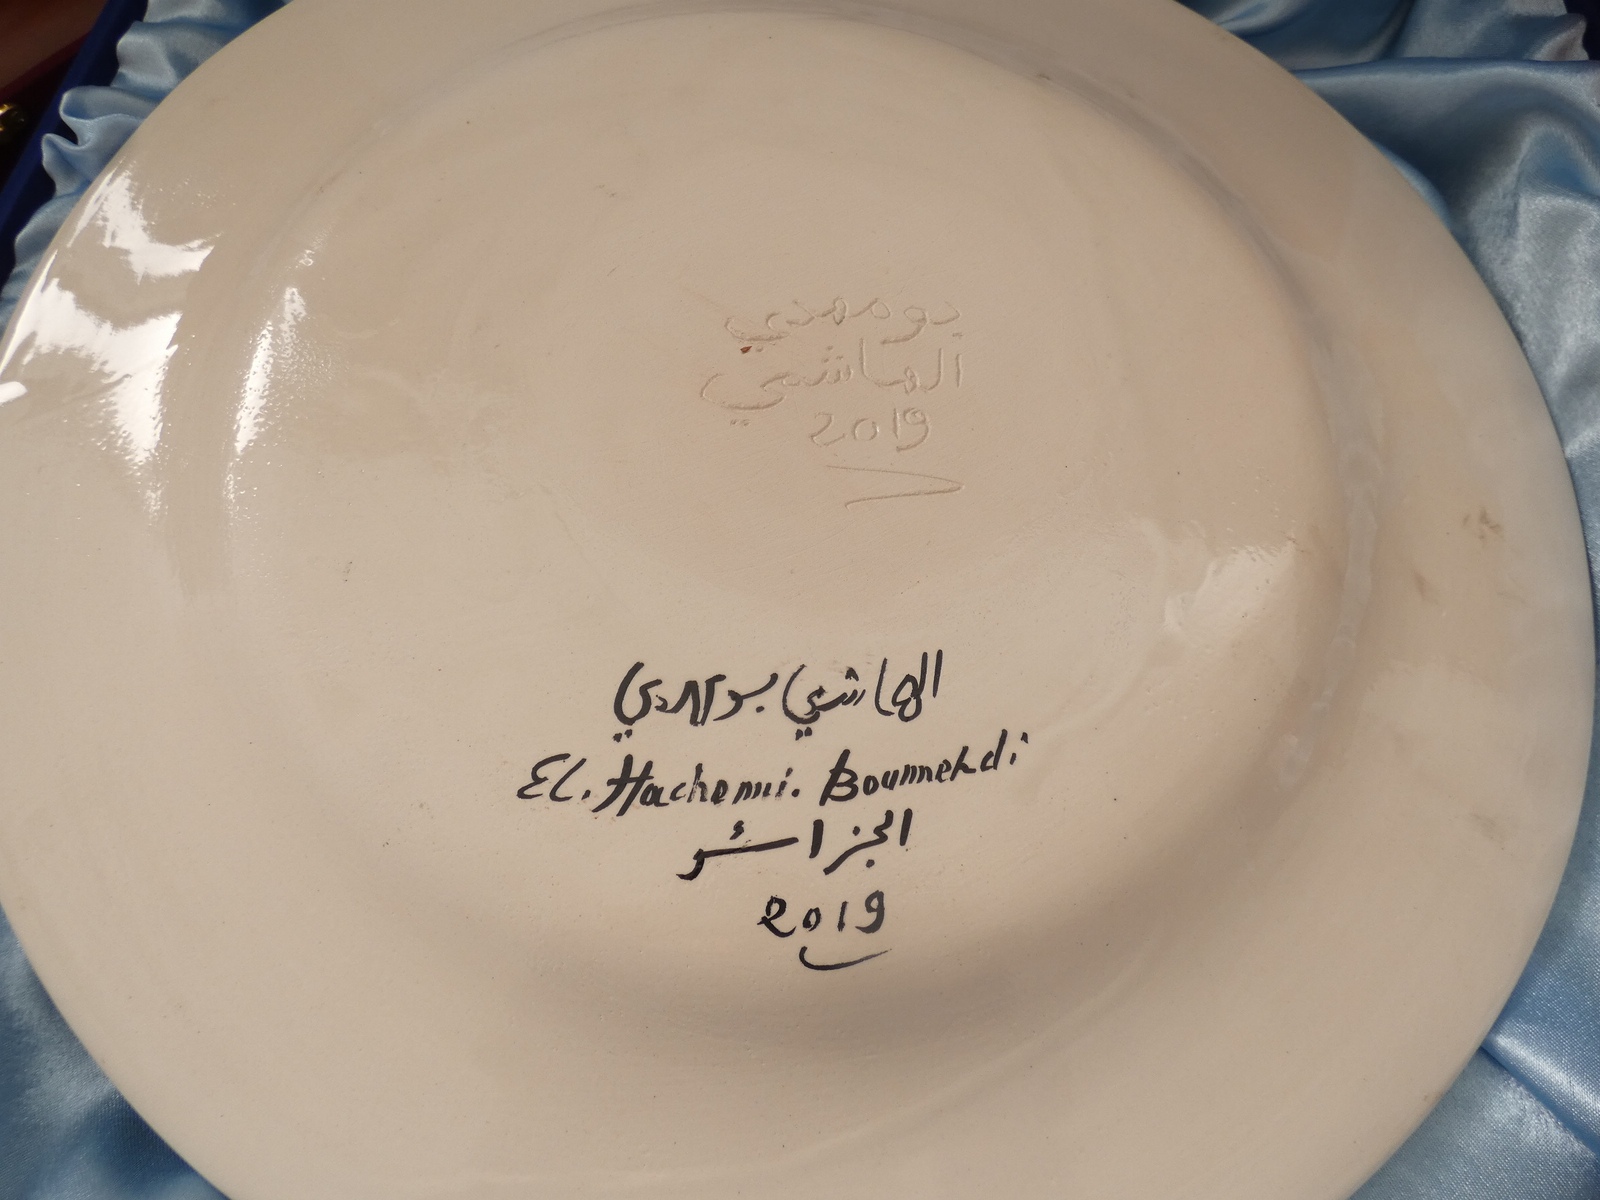 بومهدي
الهاشمي
2019
الهاشمي بومهدي
EL. Hachemi. Boumehdi
الجزائر
2019